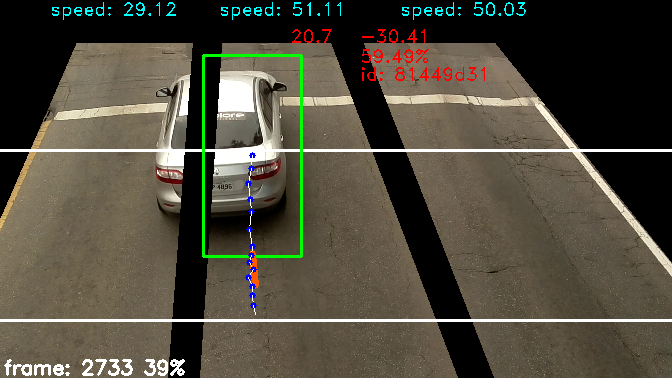 speed: 29.12 speed: 51.11 speed: 50.03
20.7 -30.41
59.49%
id: 81449d31
frame: 2733 39%